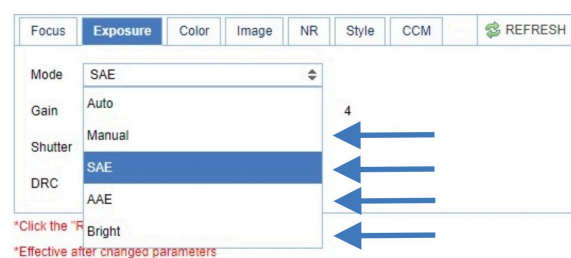 Focus Exposure Color Image NR Style CCM REFRESH
Mode SAE
Auto
Gain 4
Manual
Shutter
SAE
DRC
AAE
*Click the "R
Bright
*Effective after changed parameters